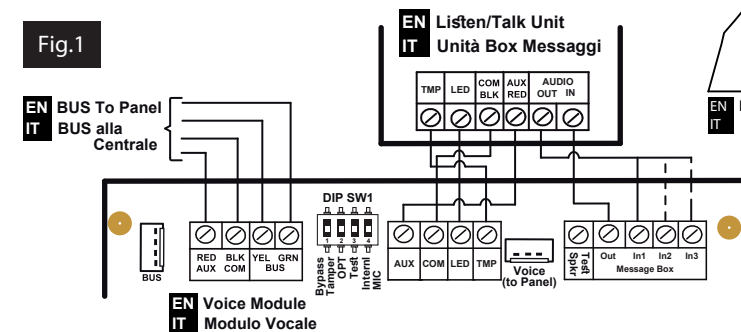 Fig.1
EN Listen/Talk Unit
IT Unità Box Messaggi
TMP LED COM BLK AUX RED AUDIO OUT IN
EN
IT
EN BUS To Panel
IT BUS alla
Centrale
DIP SW1
1 2 3 4
BUS
RED AUX BLK COM YEL GRN BUS
Bypass Tamper
OPT
Test
Internl MIC
AUX COM LED TMP
Voice
(to Panel)
Test Spkr
Out In1 In2 In3
Message Box
EN Voice Module
IT Modulo Vocale